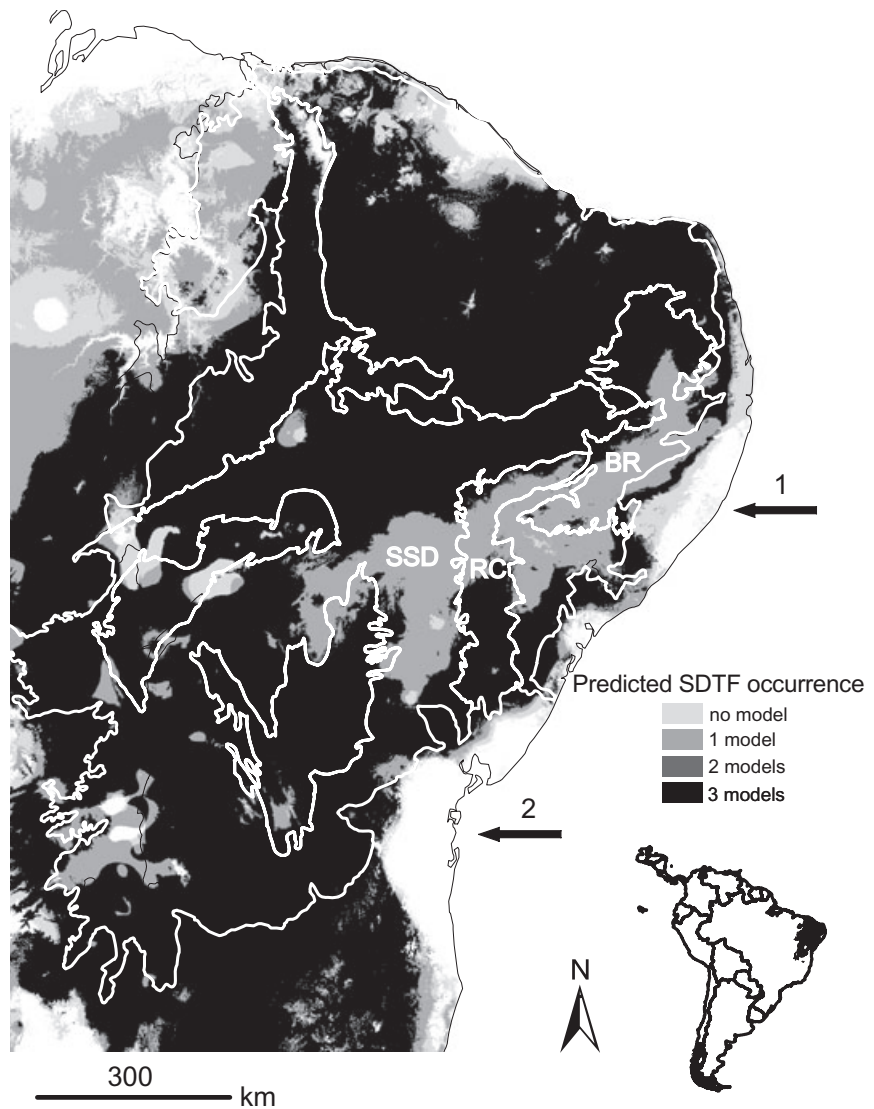 BR
1
SSD
RC
Predicted SDTF occurrence
no model
1 model
2 models
3 models
2
N
300
km